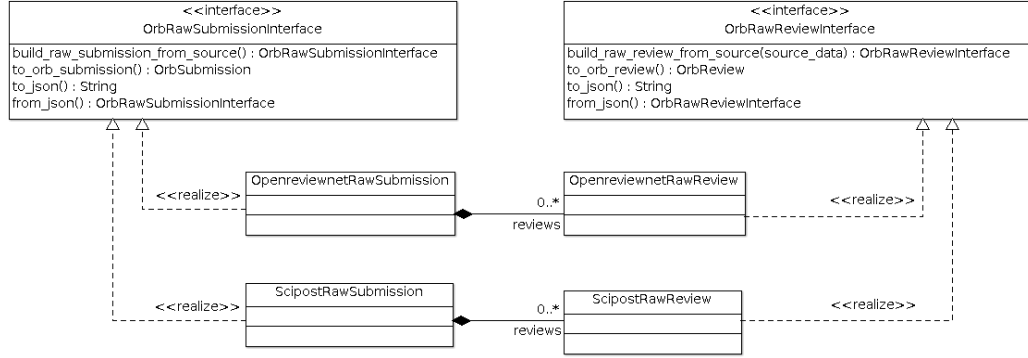 <<interface>>
OrbRawSubmissionInterface
build_raw_submission_from_source() : OrbRawSubmissionInterface
to_orb_submission() : OrbSubmission
to_json() : String
from_json() : OrbRawSubmissionInterface
<<interface>>
OrbRawReviewInterface
build_raw_review_from_source(source_data) : OrbRawReviewInterface
to_orb_review() : OrbReview
to_json() : String
from_json() : OrbRawReviewInterface
<<realize>>
OpenreviewnetRawSubmission
0..*
reviews
OpenreviewnetRawReview
<<realize>>
<<realize>>
ScipostRawSubmission
0..*
reviews
ScipostRawReview
<<realize>>